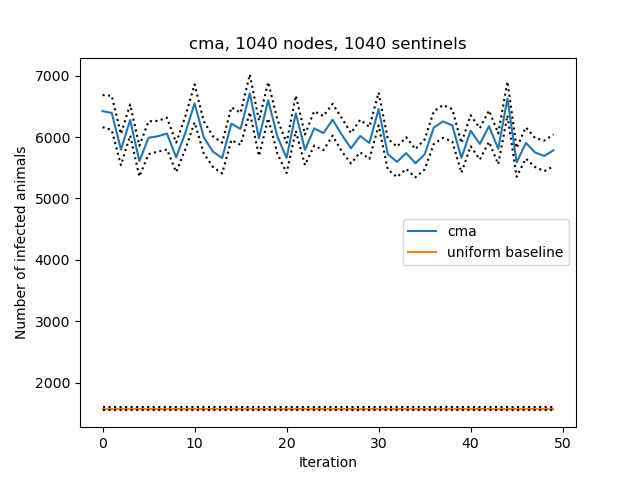 cma, 1040 nodes, 1040 sentinels
Number of infected animals
7000
6000
5000
4000
3000
2000
cma
uniform baseline
0
10
20
30
40
50
Iteration